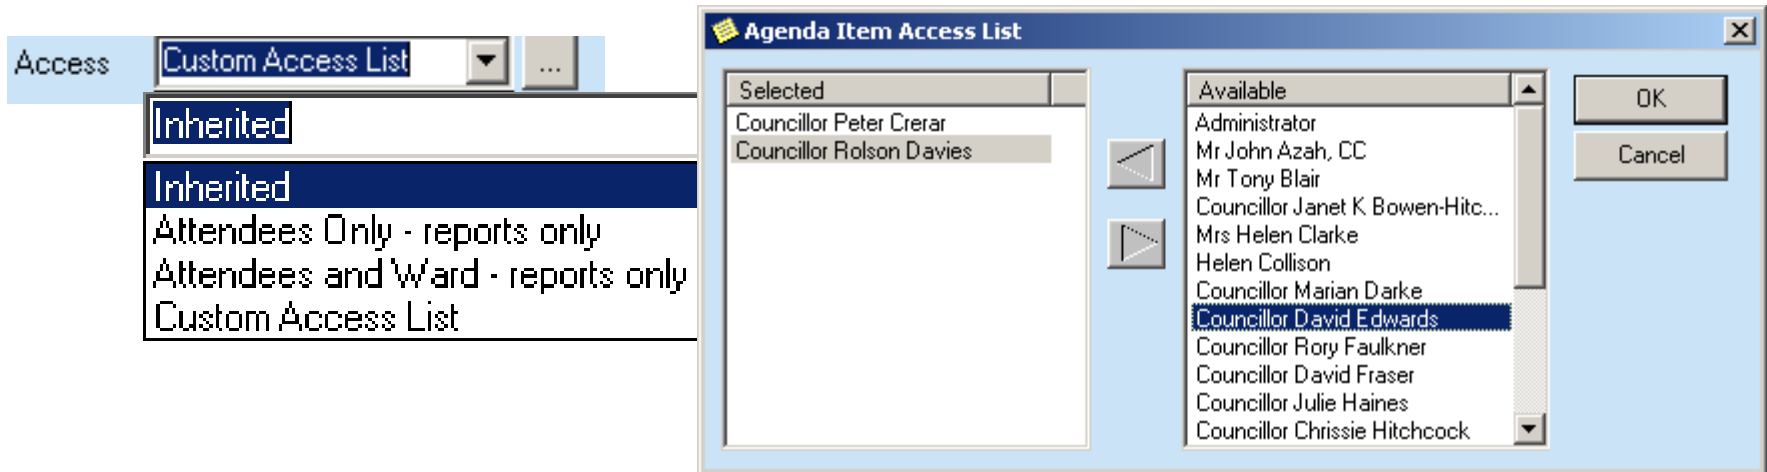 Access
Custom Access List
...
Inherited
Inherited
Attendees Only - reports only
Attendees and Ward - reports only
Custom Access List
Agenda Item Access List
Selected
Councillor Peter Crerar
Councillor Rolson Davies
Available
Administrator
Mr John Azah, CC
Mr Tony Blair
Councillor Janet K Bowen-Hitc...
Mrs Helen Clarke
Helen Collison
Councillor Marian Darke
Councillor David Edwards
Councillor Rory Faulkner
Councillor David Fraser
Councillor Julie Haines
Councillor Chrissie Hitchcock
OK
Cancel